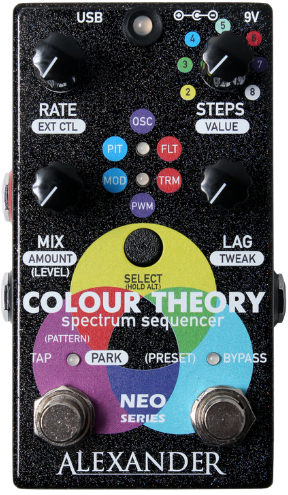 USB 9V
5
4 6
3 7
2 8
RATE STEPS
EXT CTL VALUE
OSC
PIT FLT
MOD TRM
PWM
MIX LAG
AMOUNT TWEAK
(LEVEL)
SELECT
(HOLD ALT)
COLOUR THEORY
spectrum sequencer
(PATTERN)
TAP PARK (PRESET) BYPASS
NEO
SERIES
ALEXANDER